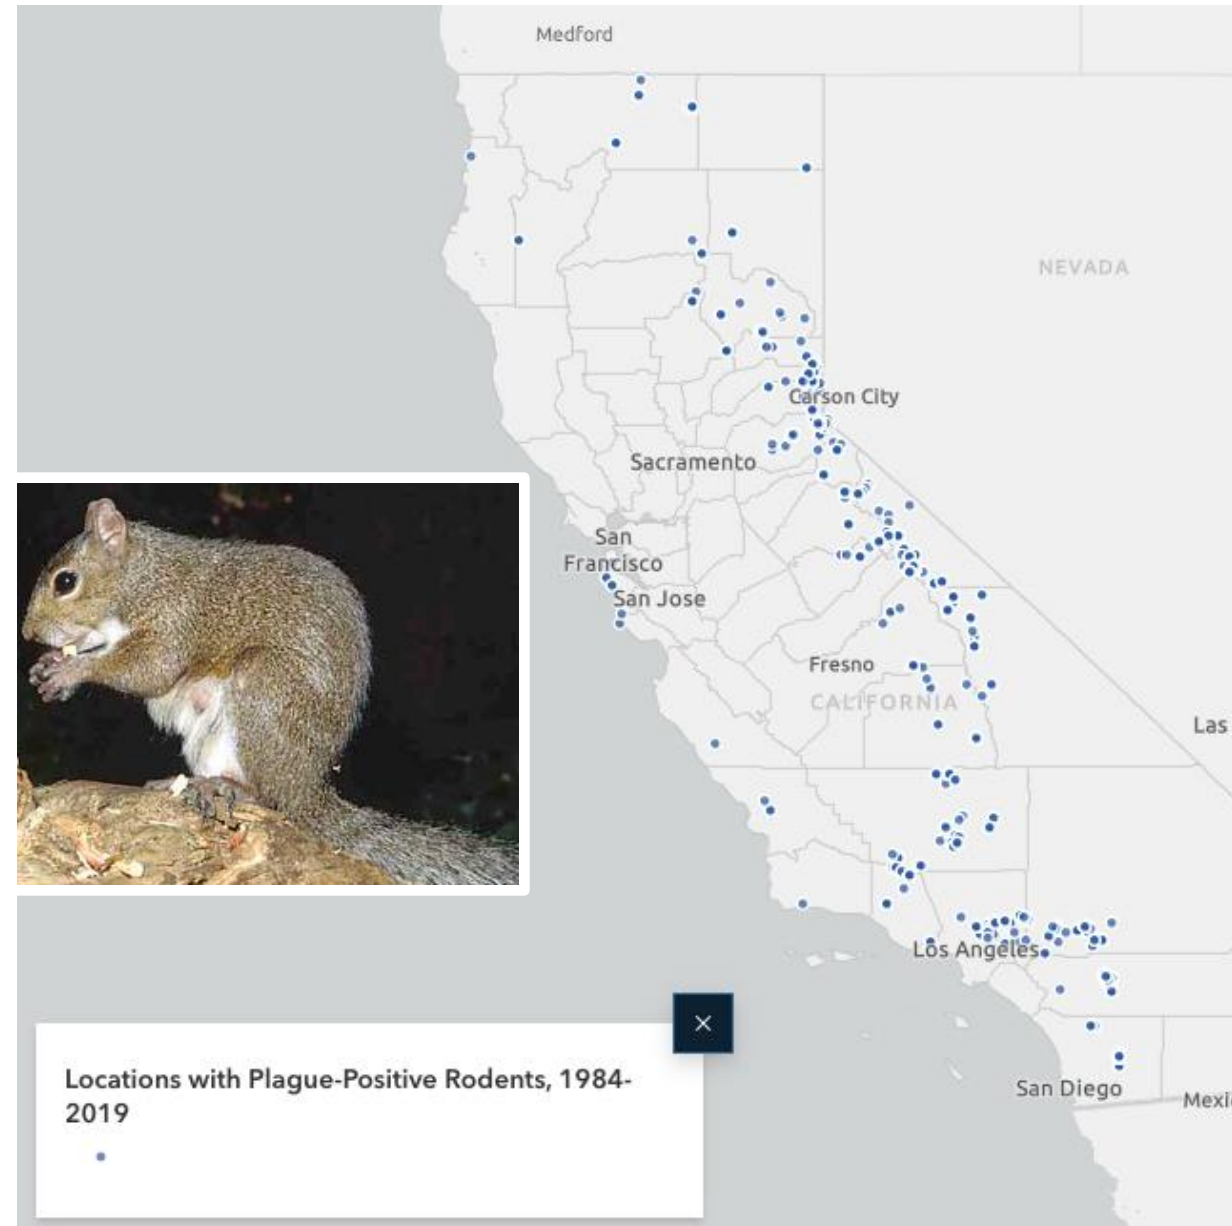 Medford
NEVADA
Carson City
Sacramento
San
Francisco
San Jose
Fresno
CALIFORNIA
Las
Los Angeles
San Diego
Mexi
Locations with Plague-Positive Rodents, 1984-
2019